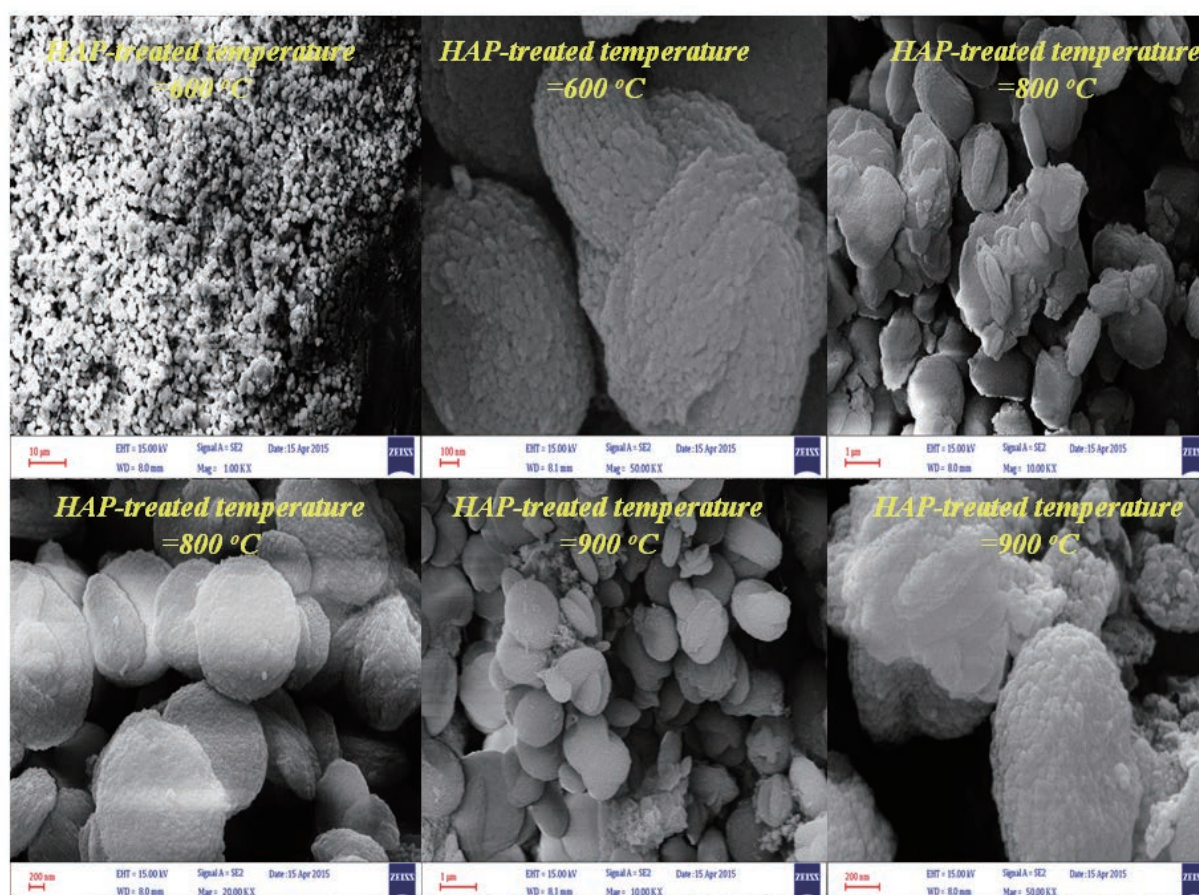 HAP-treated temperature
=600 °C
HAP-treated temperature
=600 °C
HAP-treated temperature
=800 °C
10 µm
EHT = 15.00 kV
Signal A = SE2
Date :15 Apr 2015
WD = 8.0 mm
Mag = 1.00 KX
ZEISS
100 nm
EHT = 15.00 kV
Signal A = SE2
Date :15 Apr 2015
WD = 8.1 mm
Mag = 50.00 KX
ZEISS
1 µm
EHT = 15.00 kV
Signal A = SE2
Date :15 Apr 2015
WD = 8.0 mm
Mag = 10.00 KX
ZEISS
HAP-treated temperature
=800 °C
HAP-treated temperature
=900 °C
HAP-treated temperature
=900 °C
200 nm
EHT = 15.00 kV
Signal A = SE2
Date :15 Apr 2015
WD = 8.0 mm
Mag = 20.00 KX
ZEISS
1 µm
EHT = 15.00 kV
Signal A = SE2
Date :15 Apr 2015
WD = 8.1 mm
Mag = 10.00 KX
ZEISS
200 nm
EHT = 15.00 kV
Signal A = SE2
Date :15 Apr 2015
WD = 8.0 mm
Mag = 50.00 KX
ZEISS